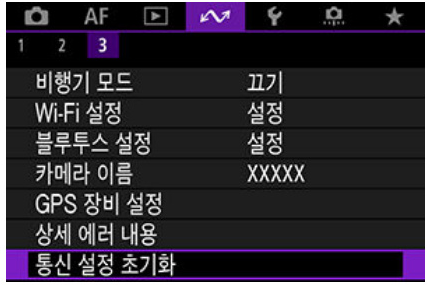 AF
1 2 3
비행기 모드 끄기
Wi-Fi 설정 설정
블루투스 설정 설정
카메라 이름 XXXXX
GPS 장비 설정
상세 에러 내용
통신 설정 초기화